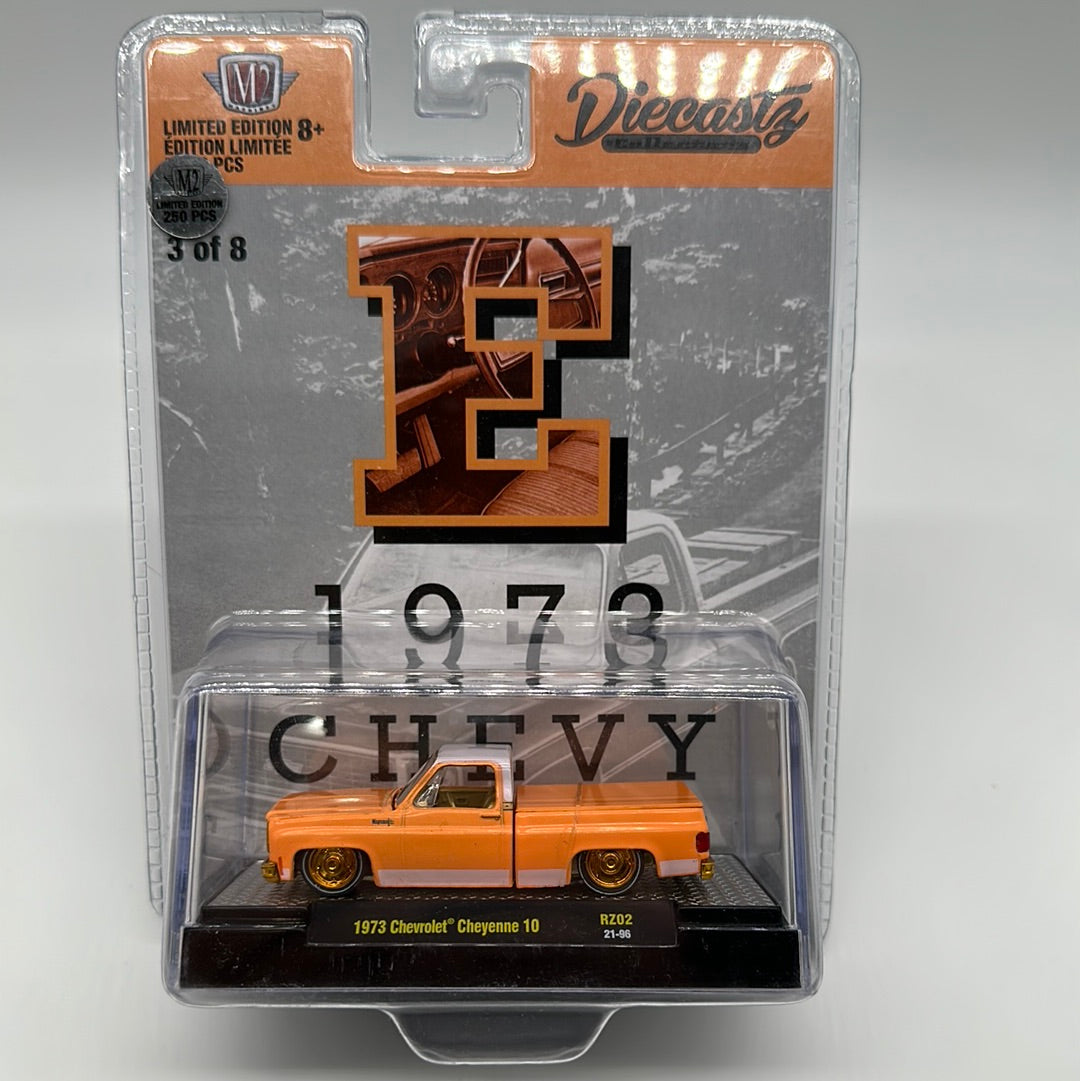 M2
LIMITED EDITION 8+
ÉDITION LIMITÉE
PCS
M2
LIMITED EDITION
250 PCS
3 of 8
Diecastz
E
1973
CHEVY
1973 Chevrolet® Cheyenne 10
RZ02
21-96